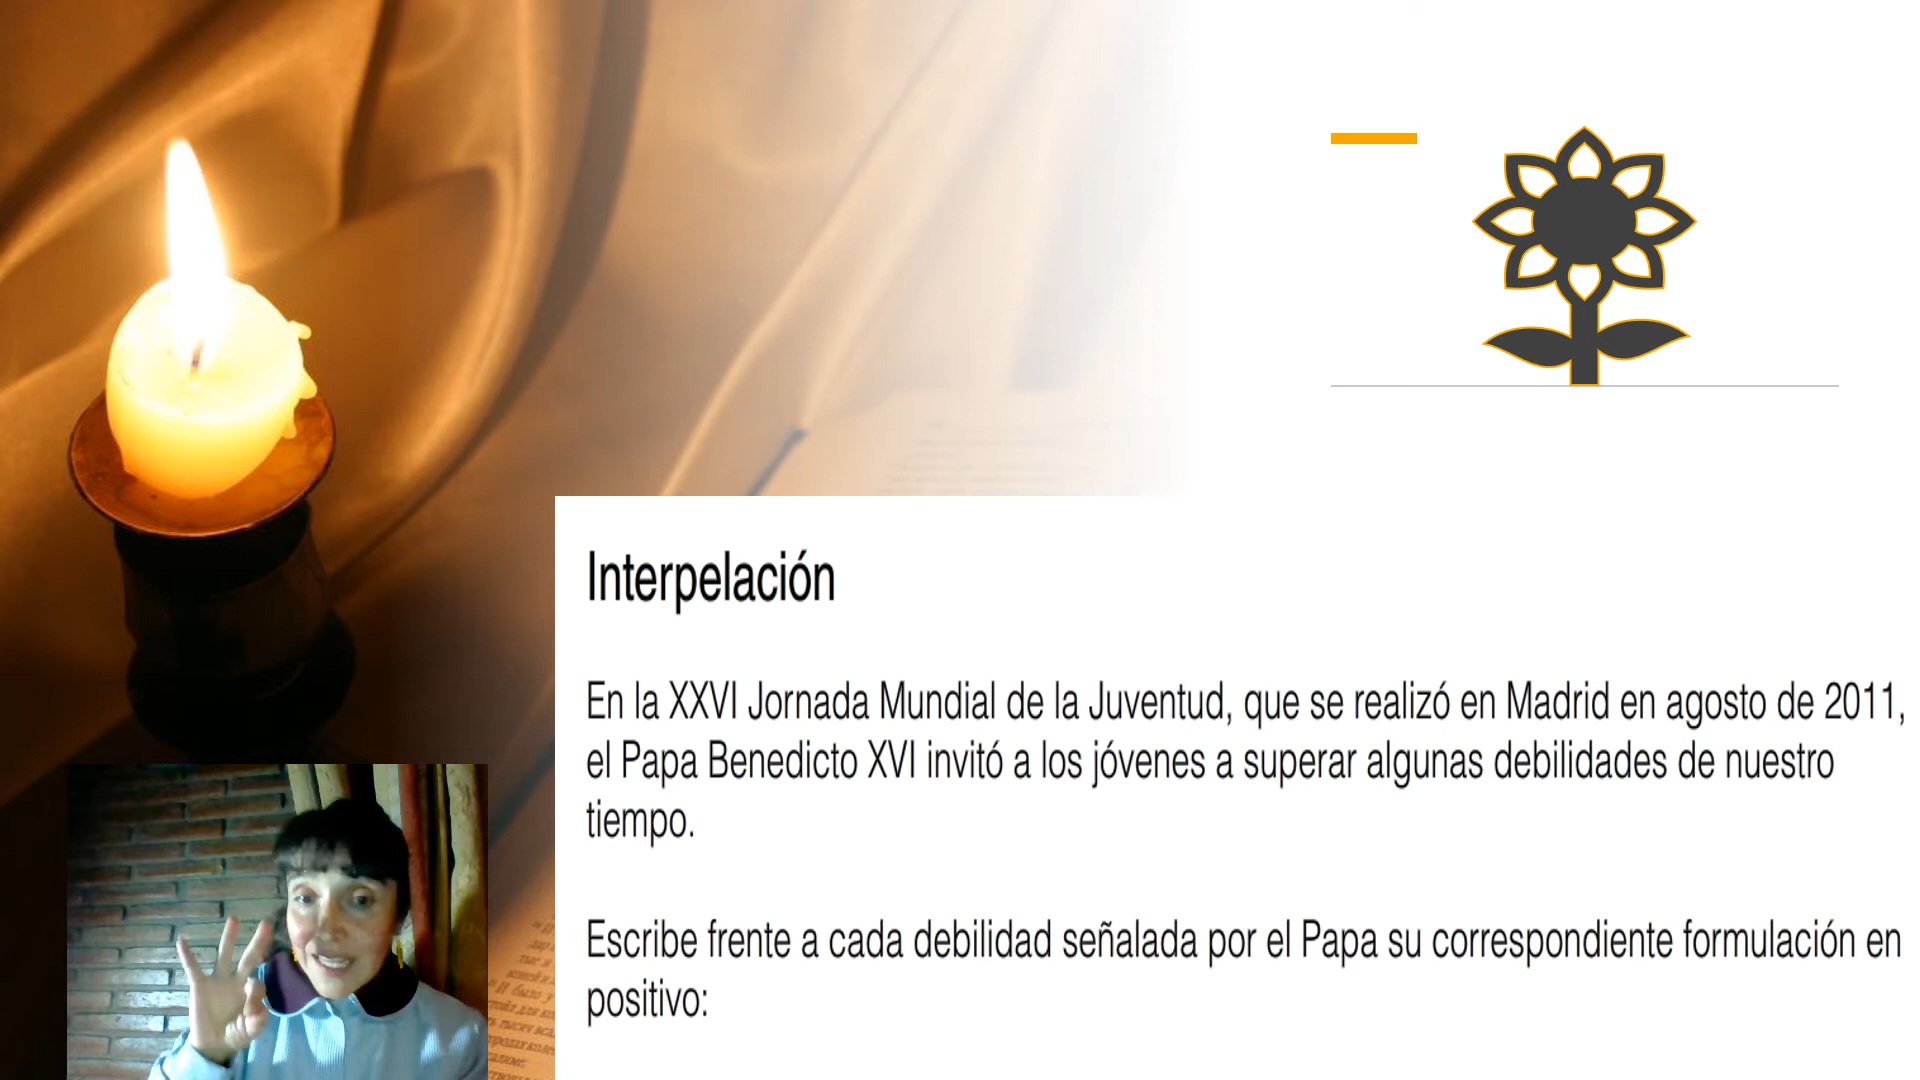 Interpelación
En la XXVI Jornada Mundial de la Juventud, que se realizó en Madrid en agosto de 2011,
el Papa Benedicto XVI invitó a los jóvenes a superar algunas debilidades de nuestro
tiempo.
Escribe frente a cada debilidad señalada por el Papa su correspondiente formulación en
positivo: